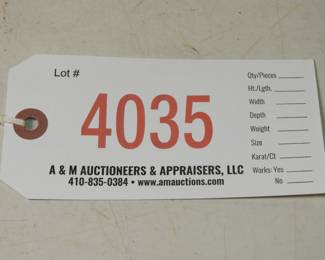 Lot #
4035
A & M AUCTIONEERS & APPRAISERS, LLC
410-835-0384 • www.amauctions.com
Qty/Pieces
Ht./Lgth.
Width
Depth
Weight
Size
Karat/Ct
Works: Yes
No